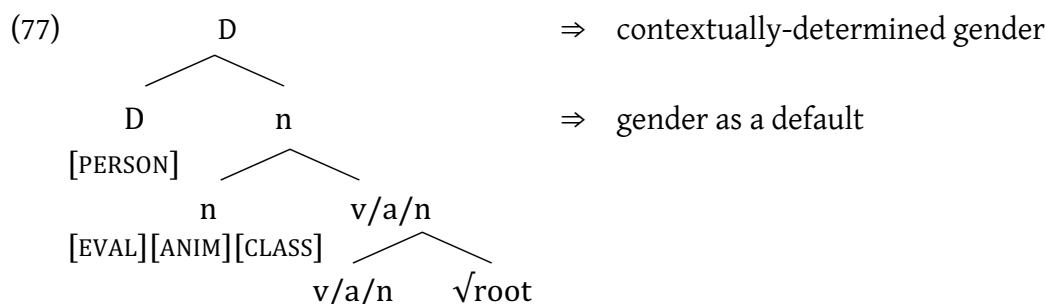 (77) D ⇒ contextually-determined gender
D n ⇒ gender as a default
[PERSON]
n v/a/n
[EVAL][ANIM][CLASS]
v/a/n √root